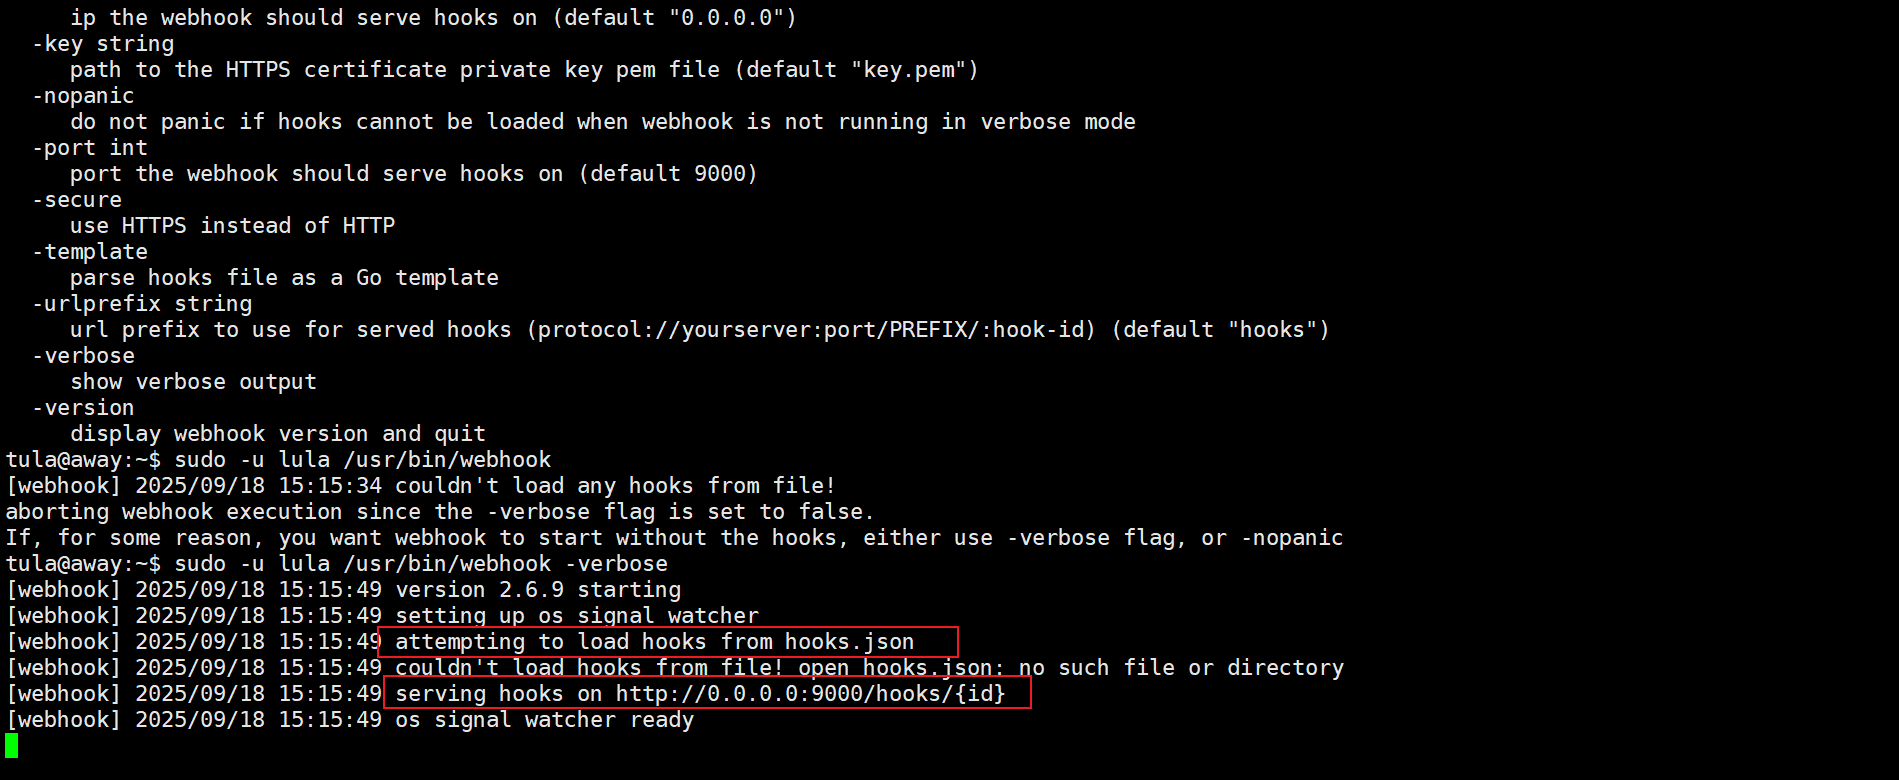 ip the webhook should serve hooks on (default "0.0.0.0")
-key string
path to the HTTPS certificate private key pem file (default "key.pem")
-nopanic
do not panic if hooks cannot be loaded when webhook is not running in verbose mode
-port int
port the webhook should serve hooks on (default 9000)
-secure
use HTTPS instead of HTTP
-template
parse hooks file as a Go template
-urlprefix string
url prefix to use for served hooks (protocol://yourserver:port/PREFIX/:hook-id) (default "hooks")
-verbose
show verbose output
-version
display webhook version and quit
tula@away:~$ sudo -u lula /usr/bin/webhook
[webhook] 2025/09/18 15:15:34 couldn't load any hooks from file!
aborting webhook execution since the -verbose flag is set to false.
If, for some reason, you want webhook to start without the hooks, either use -verbose flag, or -nopanic
tula@away:~$ sudo -u lula /usr/bin/webhook -verbose
[webhook] 2025/09/18 15:15:49 version 2.6.9 starting
[webhook] 2025/09/18 15:15:49 setting up os signal watcher
[webhook] 2025/09/18 15:15:49 attempting to load hooks from hooks.json
[webhook] 2025/09/18 15:15:49 couldn't load hooks from file! open hooks.json: no such file or directory
[webhook] 2025/09/18 15:15:49 serving hooks on http://0.0.0.0:9000/hooks/{id}
[webhook] 2025/09/18 15:15:49 os signal watcher ready